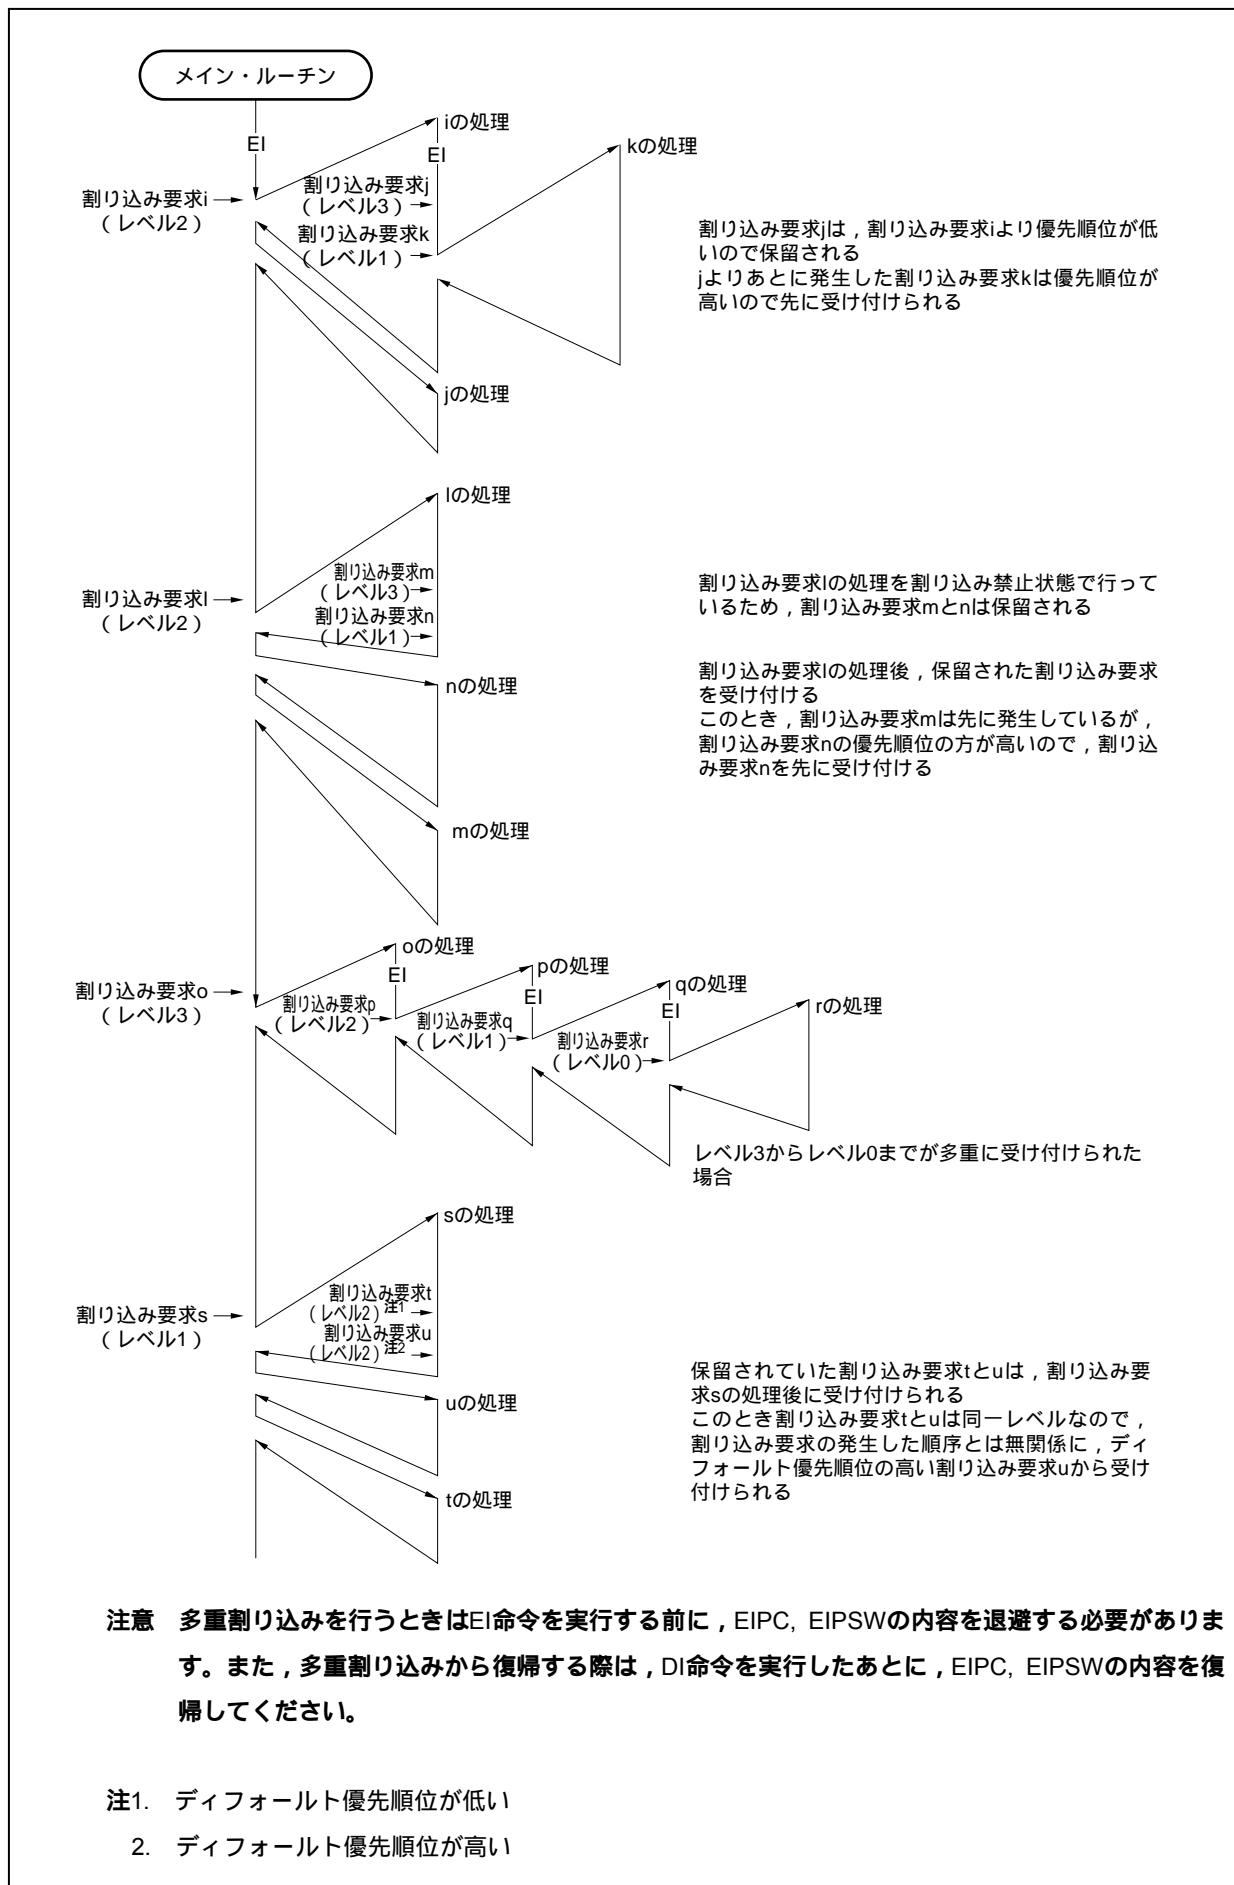 メイン・ルーチン
EI
iの処理
EI
kの処理
割り込み要求i
（レベル2）
割り込み要求j
（レベル3）
割り込み要求k
（レベル1）
割り込み要求jは，割り込み要求iより優先順位が低
いので保留される
jよりあとに発生した割り込み要求kは優先順位が
高いので先に受け付けられる
jの処理
lの処理
割り込み要求l
（レベル2）
割り込み要求m
（レベル3）
割り込み要求n
（レベル1）
割り込み要求lの処理を割り込み禁止状態で行って
いるため，割り込み要求mとnは保留される
nの処理
割り込み要求lの処理後，保留された割り込み要求
を受け付ける
このとき，割り込み要求mは先に発生しているが，
割り込み要求nの優先順位の方が高いので，割り込
み要求nを先に受け付ける
mの処理
oの処理
EI
pの処理
EI
qの処理
EI
rの処理
割り込み要求o
（レベル3）
割り込み要求p
（レベル2）
割り込み要求q
（レベル1）
割り込み要求r
（レベル0）
レベル3からレベル0までが多重に受け付けられた
場合
sの処理
割り込み要求s
（レベル1）
割り込み要求t
（レベル2）注1
割り込み要求u
（レベル2）注2
uの処理
保留されていた割り込み要求tとuは，割り込み要
求sの処理後に受け付けられる
このとき割り込み要求tとuは同一レベルなので，
割り込み要求の発生した順序とは無関係に，ディ
フォールト優先順位の高い割り込み要求uから受け
付けられる
tの処理
注意　多重割り込みを行うときはEI命令を実行する前に，EIPC, EIPSWの内容を退避する必要がありま
す。また，多重割り込みから復帰する際は，DI命令を実行したあとに，EIPC, EIPSWの内容を復
帰してください。
注1.　ディフォールト優先順位が低い
2.　ディフォールト優先順位が高い